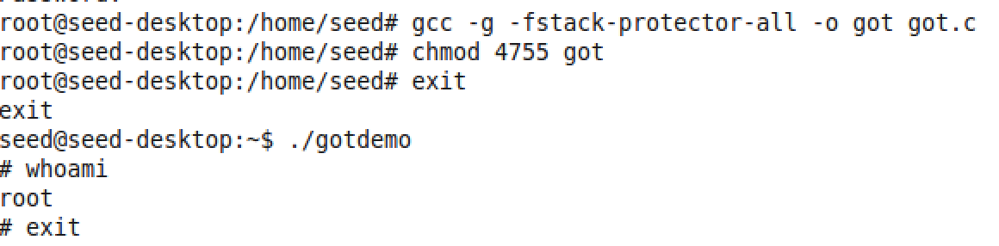 root@seed-desktop:/home/seed# gcc -g -fstack-protector-all -o got got.c
root@seed-desktop:/home/seed# chmod 4755 got
root@seed-desktop:/home/seed# exit
exit
seed@seed-desktop:~$ ./gotdemo
# whoami
root
# exit